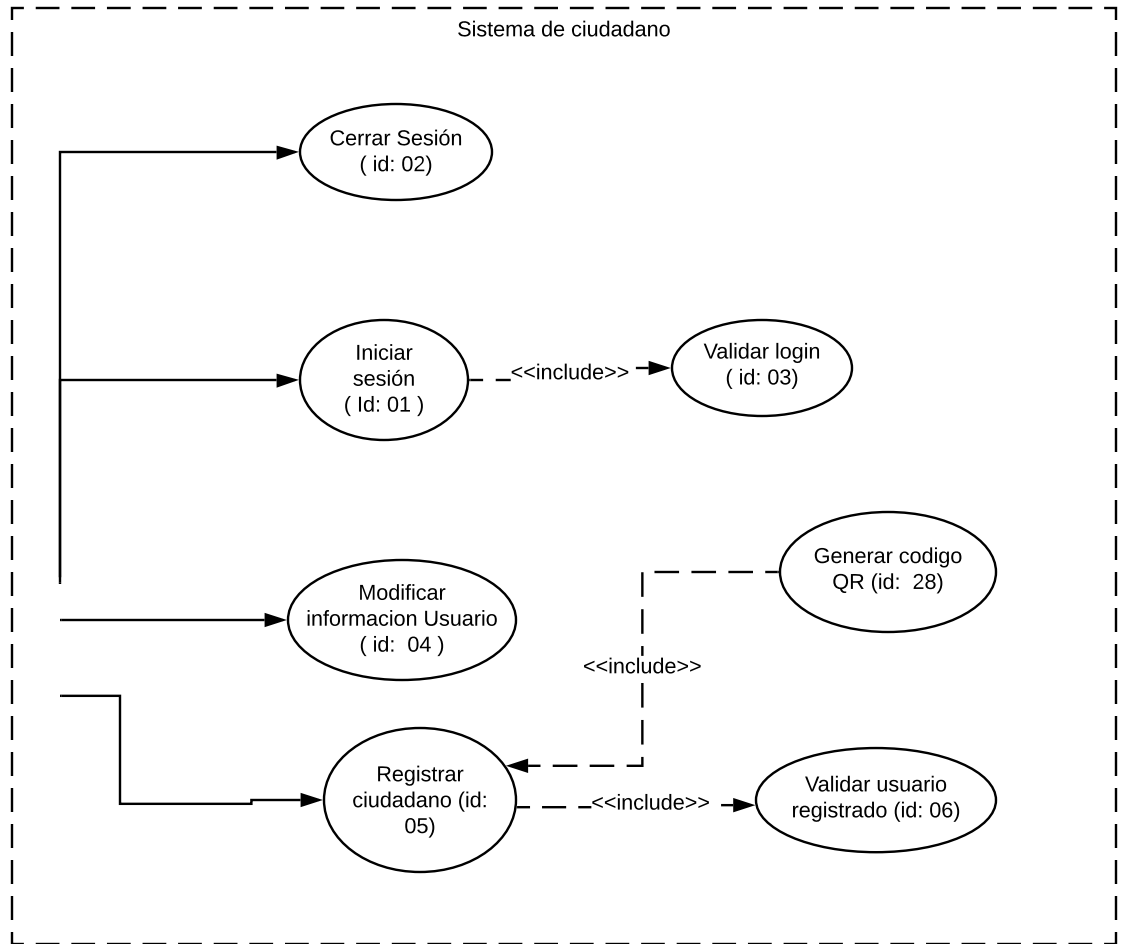 Sistema de ciudadano
Cerrar Sesión
( id: 02)
Iniciar
sesión
( Id: 01 )
<<include>>
Validar login
( id: 03)
Generar codigo
QR (id:  28)
Modificar
informacion Usuario
( id:  04 )
<<include>>
Registrar
ciudadano (id:
05)
<<include>>
Validar usuario
registrado (id: 06)